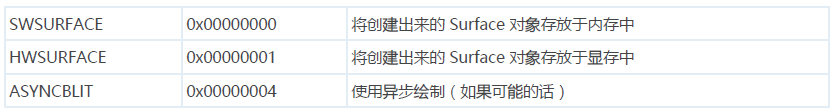 SWSURFACE 0x00000000 将创建出来的 Surface 对象存放于内存中
HWSURFACE 0x00000001 将创建出来的 Surface 对象存放于显存中
ASYNCBLIT 0x00000004 使用异步绘制（如果可能的话）